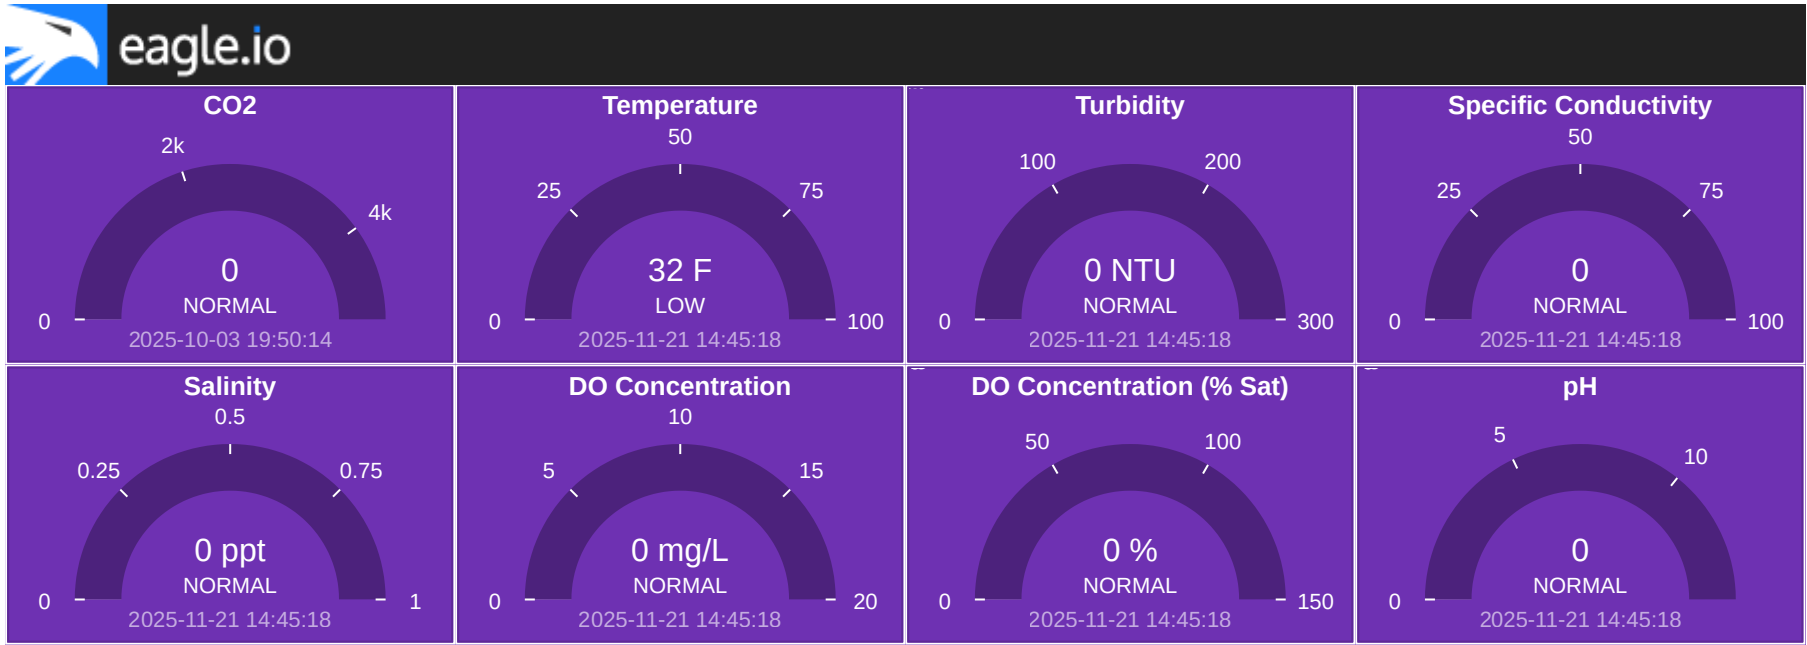 eagle.io
CO2
2k
4k
0
NORMAL
0
2025-10-03 19:50:14
Temperature
50
25
75
32 F
LOW
0
100
2025-11-21 14:45:18
Turbidity
100
200
0 NTU
NORMAL
0
300
2025-11-21 14:45:18
Specific Conductivity
50
25
75
0
NORMAL
0
100
2025-11-21 14:45:18
Salinity
0.5
0.25
0.75
0 ppt
NORMAL
0
1
2025-11-21 14:45:18
DO Concentration
10
5
15
0 mg/L
NORMAL
0
20
2025-11-21 14:45:18
DO Concentration (% Sat)
50
100
0 %
NORMAL
0
150
2025-11-21 14:45:18
pH
5
10
0
NORMAL
0
2025-11-21 14:45:18